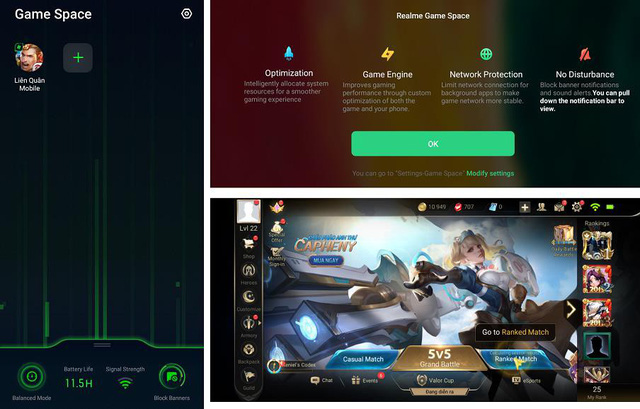 Game Space
Liên Quân
Mobile
Battery Life
Signal Strength
11.5H
Balanced Mode
Block Banners
Realme Game Space
Optimization
Intelligently allocate system
resources for a smoother
gaming experience
Game Engine
Improves gaming
performance through custom
optimization of both the
game and your phone.
Network Protection
Limit network connection for
background apps to make
game network more stable.
No Disturbance
Block banner notifications
and sound alerts.You can pull
down the notification bar to
view.
OK
You can go to "Settings-Game Space" Modify settings
10 949
707
0
Lvl 22
Special
Offer
Monthly
Sign-in
Shop
Heroes
Customize
Armory
Backpack
Guild
CAPHENY
MUA NGAY
Rankings
Go to Ranked Match
Casual Match
5v5
Grand Battle
Ranked Match
Chat
Events
Valor Cup
Đang diễn ra
eSports
25
My Rank